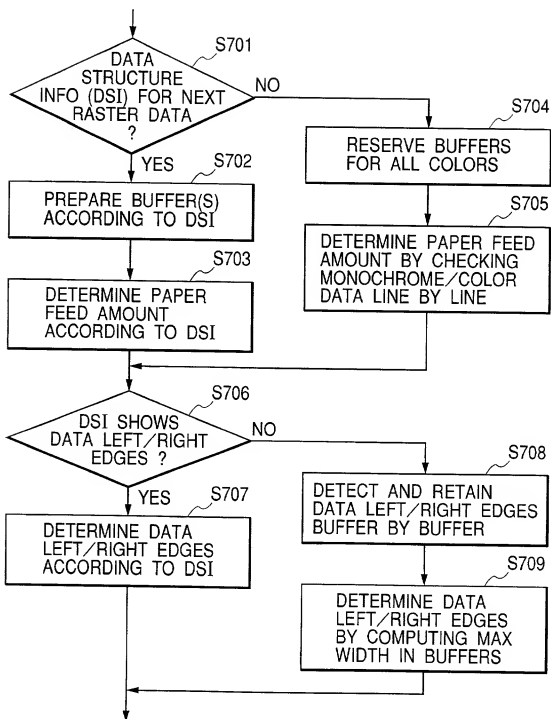 S701
DATA
STRUCTURE
INFO (DSI) FOR NEXT
RASTER DATA
?
NO
YES
S702
PREPARE BUFFER(S)
ACCORDING TO DSI
S703
DETERMINE PAPER
FEED AMOUNT
ACCORDING TO DSI
S704
RESERVE BUFFERS
FOR ALL COLORS
S705
DETERMINE PAPER FEED
AMOUNT BY CHECKING
MONOCHROME/COLOR
DATA LINE BY LINE
S706
DSI SHOWS
DATA LEFT/RIGHT
EDGES ?
NO
YES
S707
DETERMINE DATA
LEFT/RIGHT EDGES
ACCORDING TO DSI
S708
DETECT AND RETAIN
DATA LEFT/RIGHT EDGES
BUFFER BY BUFFER
S709
DETERMINE DATA
LEFT/RIGHT EDGES
BY COMPUTING MAX
WIDTH IN BUFFERS